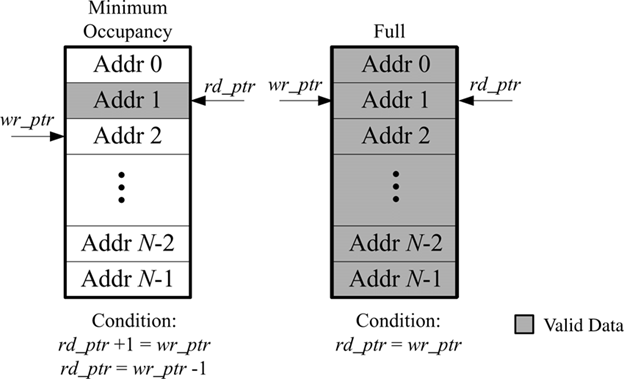 Minimum
Occupancy
Addr 0
Addr 1
rd_ptr
wr_ptr
Addr 2
Addr N-2
Addr N-1
Condition:
rd_ptr +1 = wr_ptr
rd_ptr = wr_ptr -1
Full
Addr 0
wr_ptr
Addr 1
rd_ptr
Addr 2
Addr N-2
Addr N-1
Condition:
rd_ptr = wr_ptr
Valid Data